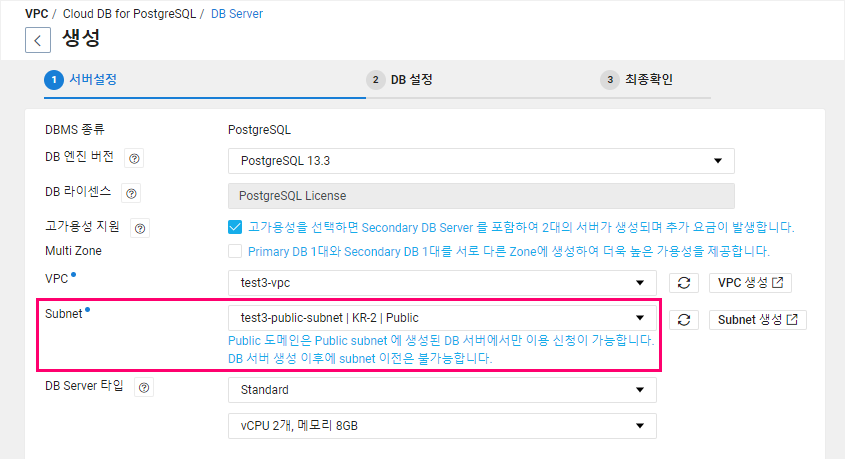 VPC / Cloud DB for PostgreSQL / DB Server
생성
1 서버설정 2 DB 설정 3 최종확인
DBMS 종류 PostgreSQL
DB 엔진 버전 ? PostgreSQL 13.3
DB 라이센스 ? PostgreSQL License
고가용성 지원 ? 고가용성을 선택하면 Secondary DB Server 를 포함하여 2대의 서버가 생성되며 추가 요금이 발생합니다.
Multi Zone Primary DB 1대와 Secondary DB 1대를 서로 다른 Zone에 생성하여 더욱 높은 가용성을 제공합니다.
VPC test3-vpc VPC 생성
Subnet test3-public-subnet | KR-2 | Public Subnet 생성
Public 도메인은 Public subnet 에 생성된 DB 서버에서만 이용 신청이 가능합니다.
DB 서버 생성 이후에 subnet 이전은 불가능합니다.
DB Server 타입 ? Standard
vCPU 2개, 메모리 8GB